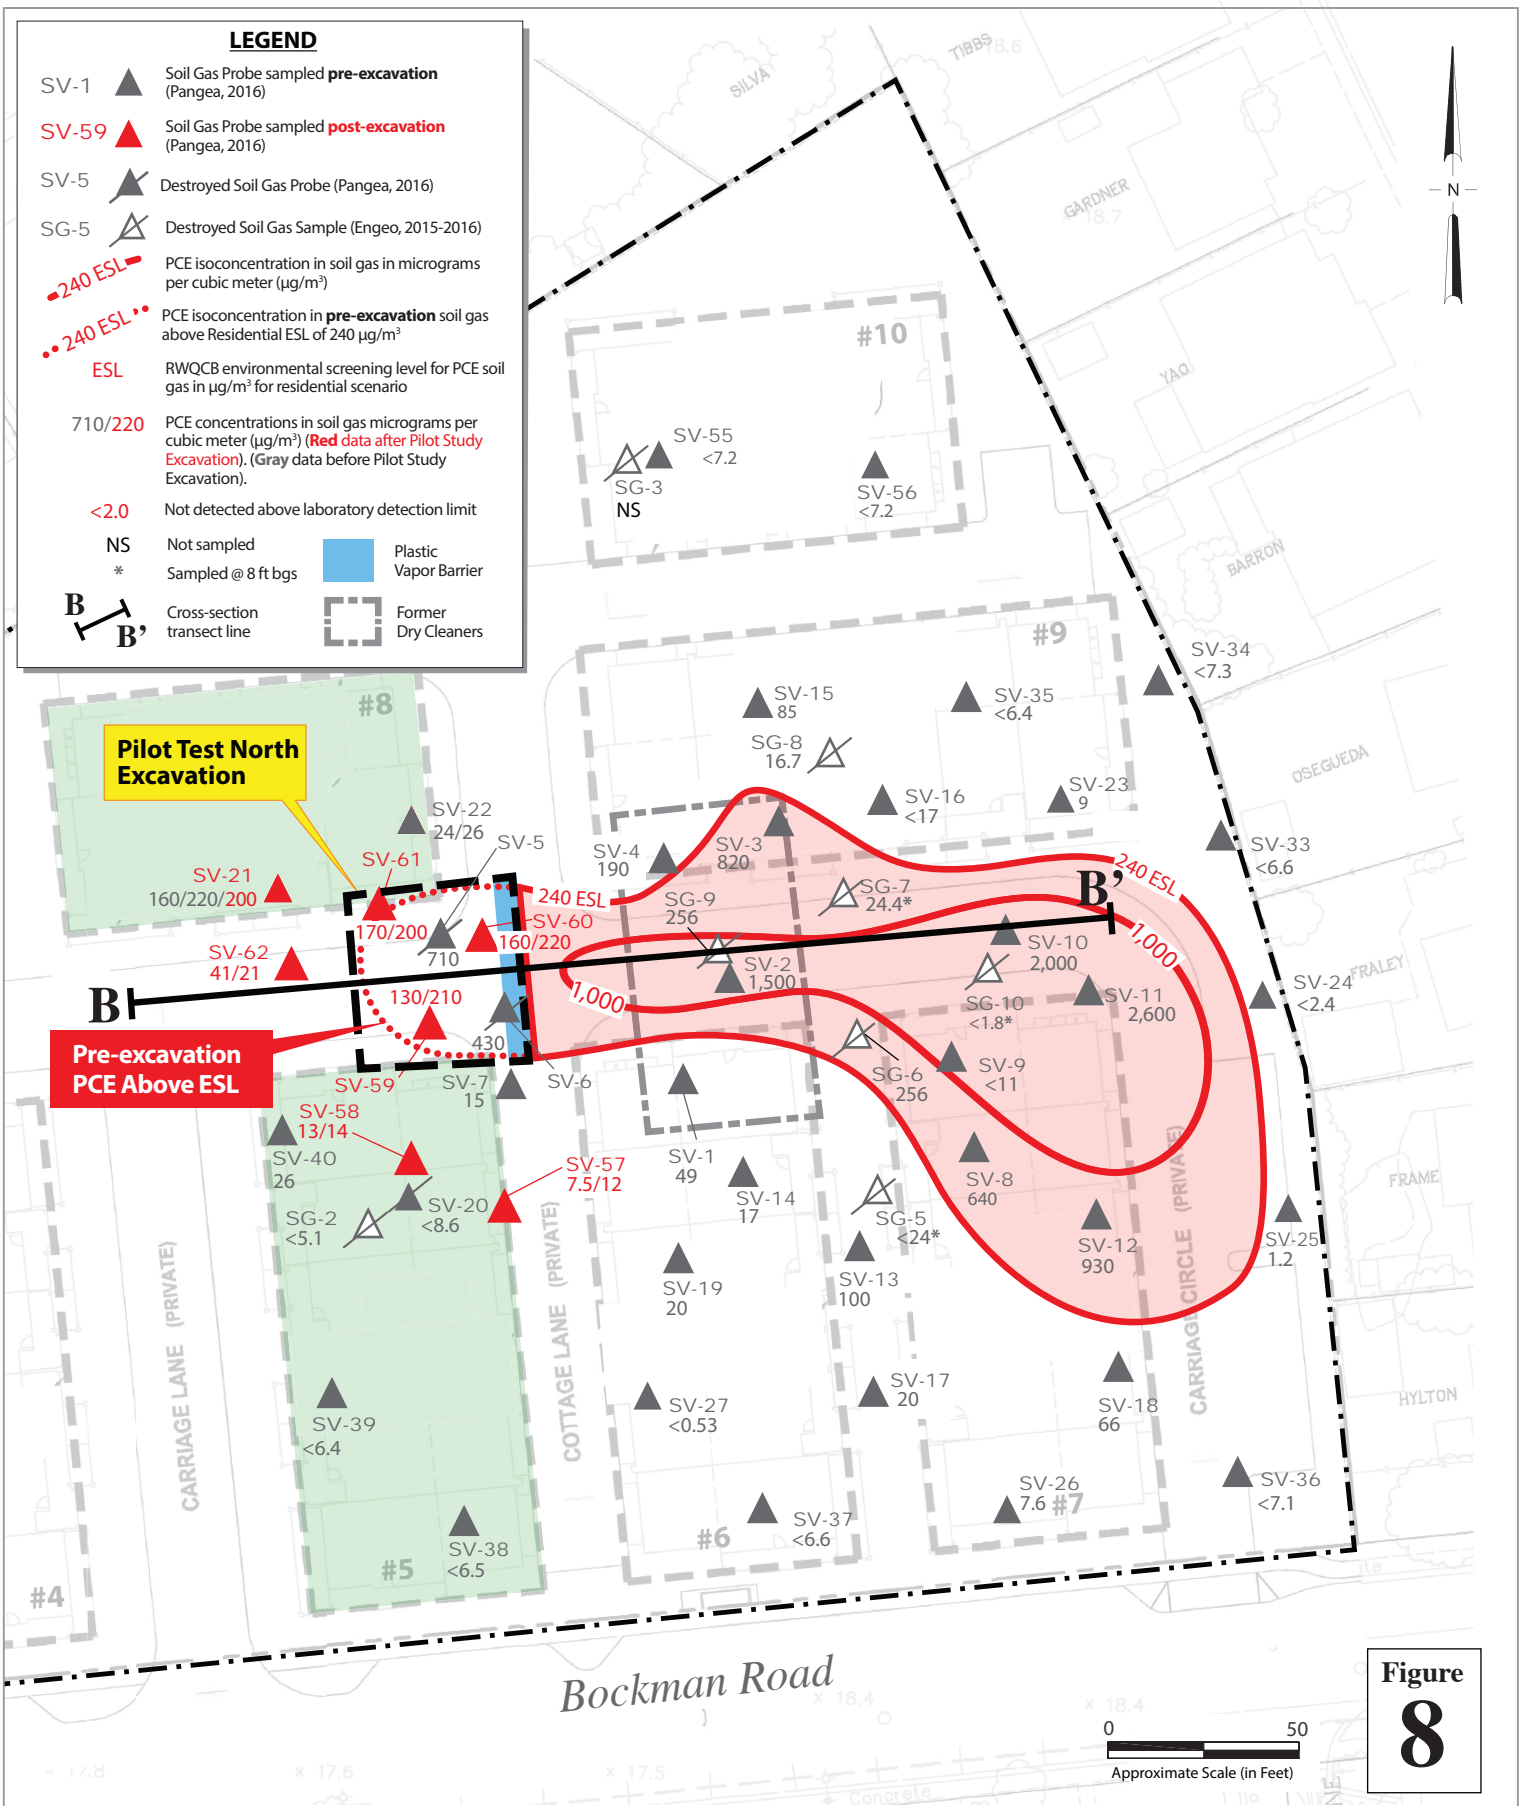 LEGEND
SV-1
Soil Gas Probe sampled pre-excavation
(Pangea, 2016)
SV-59
Soil Gas Probe sampled post-excavation
(Pangea, 2016)
SV-5
Destroyed Soil Gas Probe (Pangea, 2016)
SG-5
Destroyed Soil Gas Sample (Engeo, 2015-2016)
240 ESL
PCE isoconcentration in soil gas in micrograms
per cubic meter (µg/m³)
240 ESL
PCE isoconcentration in pre-excavation soil gas
above Residential ESL of 240 µg/m³
ESL
RWQCB environmental screening level for PCE soil
gas in µg/m³ for residential scenario
710/220
PCE concentrations in soil gas micrograms per
cubic meter (µg/m³) (Red data after Pilot Study
Excavation). (Gray data before Pilot Study
Excavation).
<2.0
Not detected above laboratory detection limit
NS
Not sampled
*
Sampled @ 8 ft bgs
Plastic
Vapor Barrier
B
B'
Cross-section
transect line
Former
Dry Cleaners
SILVA
TIBBS
18.6
GARDNER
18.7
YAO
BARRON
OSEGUEDA
FRALEY
FRAME
HYLTON
N
#10
SV-55
<7.2
SG-3
NS
SV-56
<7.2
#9
SV-34
<7.3
SV-15
85
SV-35
<6.4
SG-8
16.7
SV-16
<17
SV-23
9
SV-33
<6.6
#8
Pilot Test North
Excavation
SV-22
24/26
SV-5
SV-61
SV-21
160/220/200
SV-4
190
SV-3
820
240 ESL
240 ESL
SG-7
24.4*
SG-9
256
B'
SV-60
160/220
170/200
710
SV-62
41/21
SV-10
2,000
1,000
SV-2
1,500
1,000
SG-10
<1.8*
SV-11
2,600
SV-24
<2.4
B
130/210
430
Pre-excavation
PCE Above ESL
SV-59
SV-7
15
SV-6
SG-6
256
SV-9
<11
SV-58
13/14
SV-40
26
SV-57
7.5/12
SV-1
49
SV-14
17
SV-8
640
SV-20
<8.6
SG-2
<5.1
SG-5
<24*
SV-12
930
SV-25
1.2
SV-19
20
SV-13
100
CARRIAGE LANE (PRIVATE)
COTTAGE LANE (PRIVATE)
CARRIAGE CIRCLE (PRIVATE)
SV-39
<6.4
SV-27
<0.53
SV-17
20
SV-18
66
SV-36
<7.1
SV-26
7.6
#7
SV-37
<6.6
#6
SV-38
<6.5
#5
#4
Bockman Road
18.4
18.4
17.8
17.6
17.5
Concrete
0
50
Approximate Scale (in Feet)
Figure
8